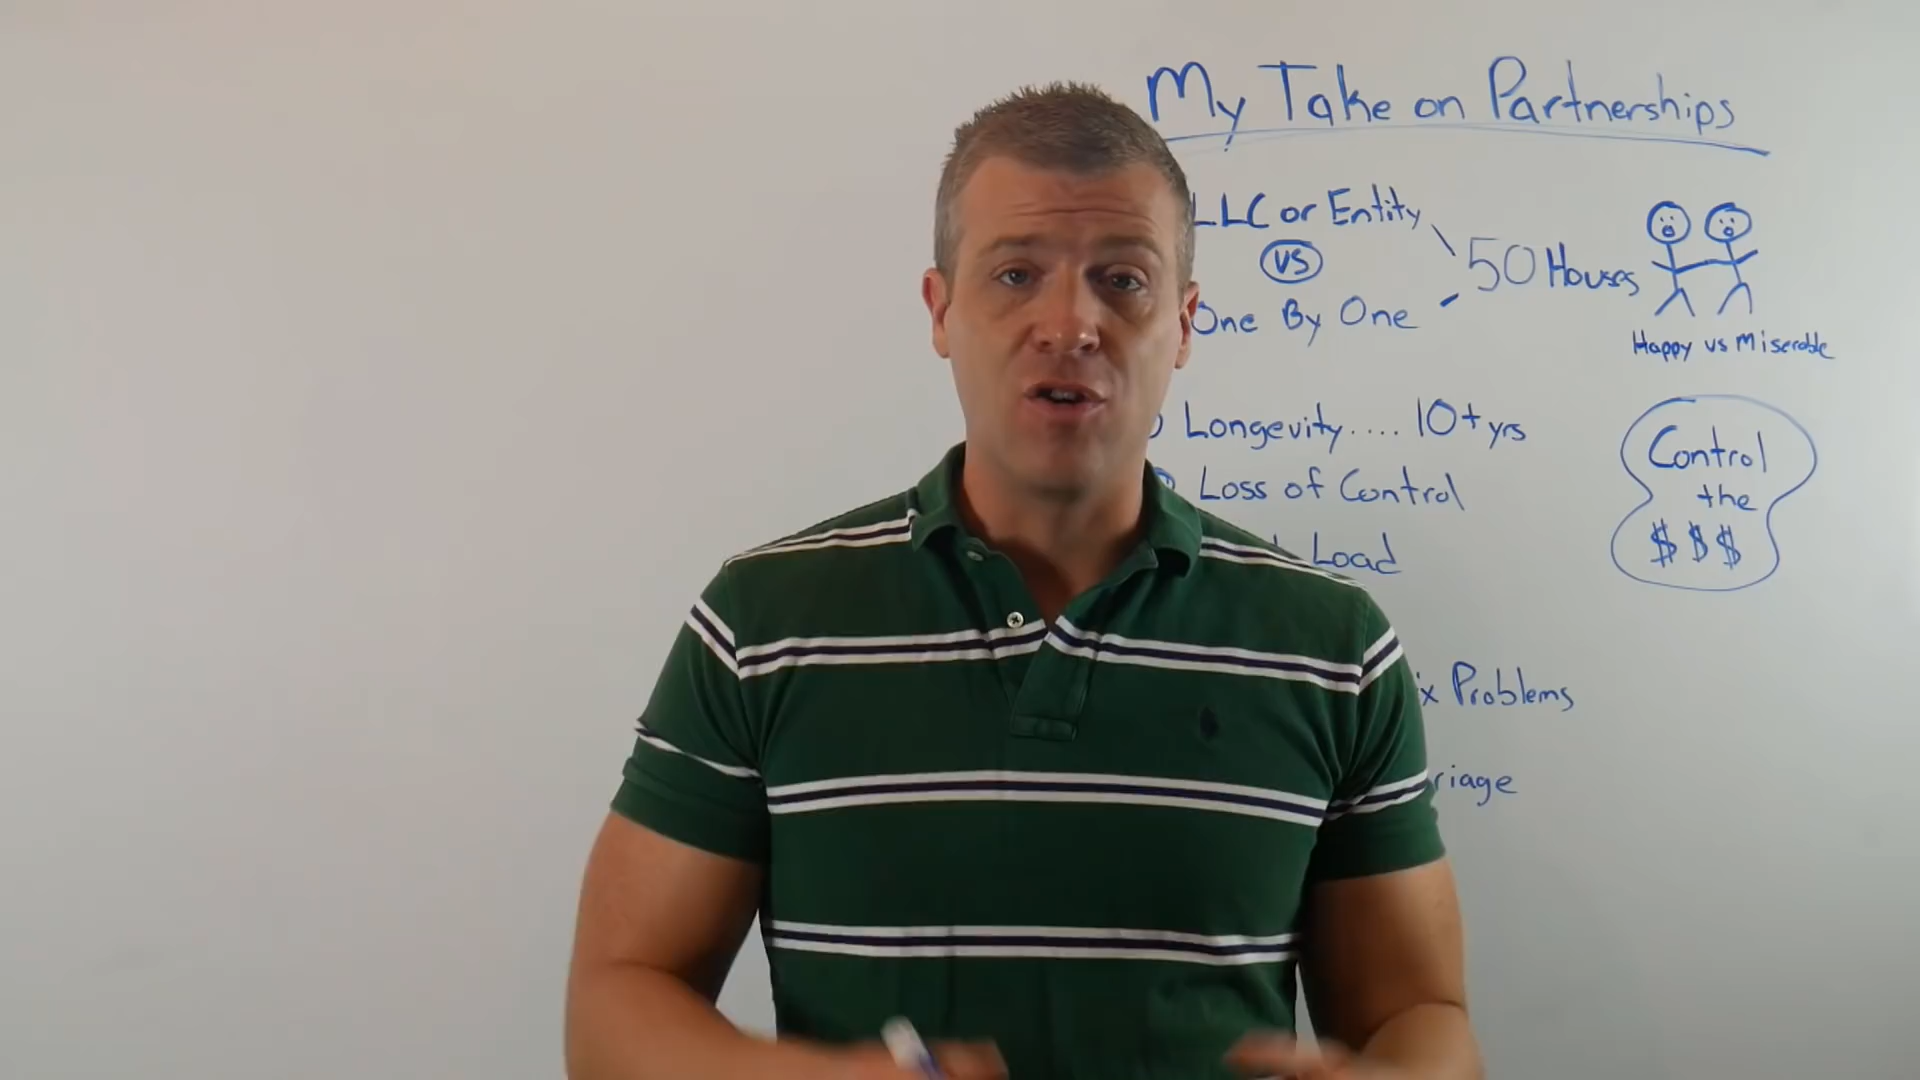 My Take on Partnerships
LLC or Entity
vs
One By One
50 Houses
Happy vs Miserable
Longevity.... 10+ yrs
Loss of Control
Load
Problems
Control
the
$ $ $